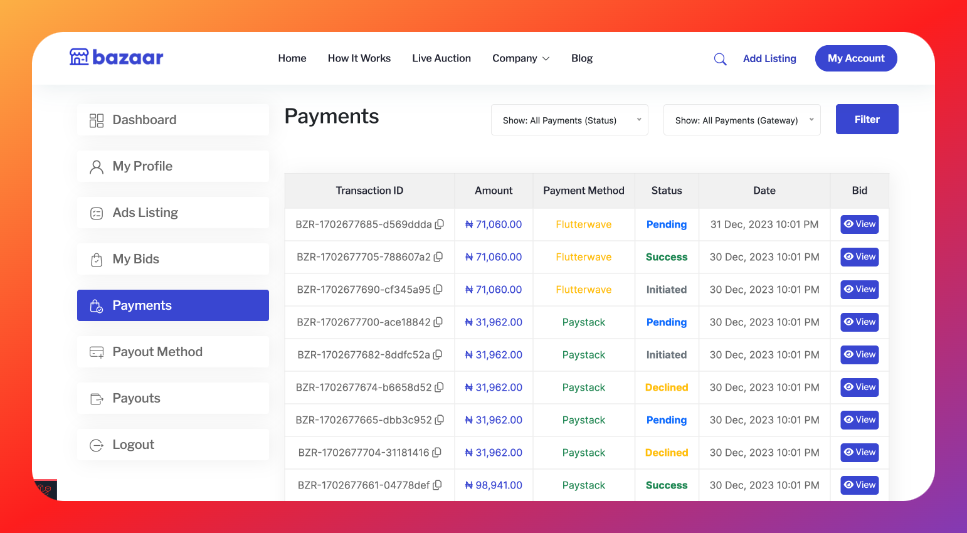 bazaar
Home How It Works Live Auction Company Blog Add Listing My Account
Dashboard
My Profile
Ads Listing
My Bids
Payments
Payout Method
Payouts
Logout
Payments Show: All Payments (Status) Show: All Payments (Gateway) Filter
Transaction ID Amount Payment Method Status Date Bid
BZR-1702677685-d569ddda ₦ 71,060.00 Flutterwave Pending 31 Dec, 2023 10:01 PM View
BZR-1702677705-788607a2 ₦ 71,060.00 Flutterwave Success 30 Dec, 2023 10:01 PM View
BZR-1702677690-cf345a95 ₦ 71,060.00 Flutterwave Initiated 30 Dec, 2023 10:01 PM View
BZR-1702677700-ace18842 ₦ 31,962.00 Paystack Pending 30 Dec, 2023 10:01 PM View
BZR-1702677682-8ddfc52a ₦ 31,962.00 Paystack Initiated 30 Dec, 2023 10:01 PM View
BZR-1702677674-b6658d52 ₦ 31,962.00 Paystack Declined 30 Dec, 2023 10:01 PM View
BZR-1702677665-dbb3c952 ₦ 31,962.00 Paystack Pending 30 Dec, 2023 10:01 PM View
BZR-1702677704-31181416 ₦ 31,962.00 Paystack Declined 30 Dec, 2023 10:01 PM View
BZR-1702677661-04778def ₦ 98,941.00 Paystack Success 30 Dec, 2023 10:01 PM View